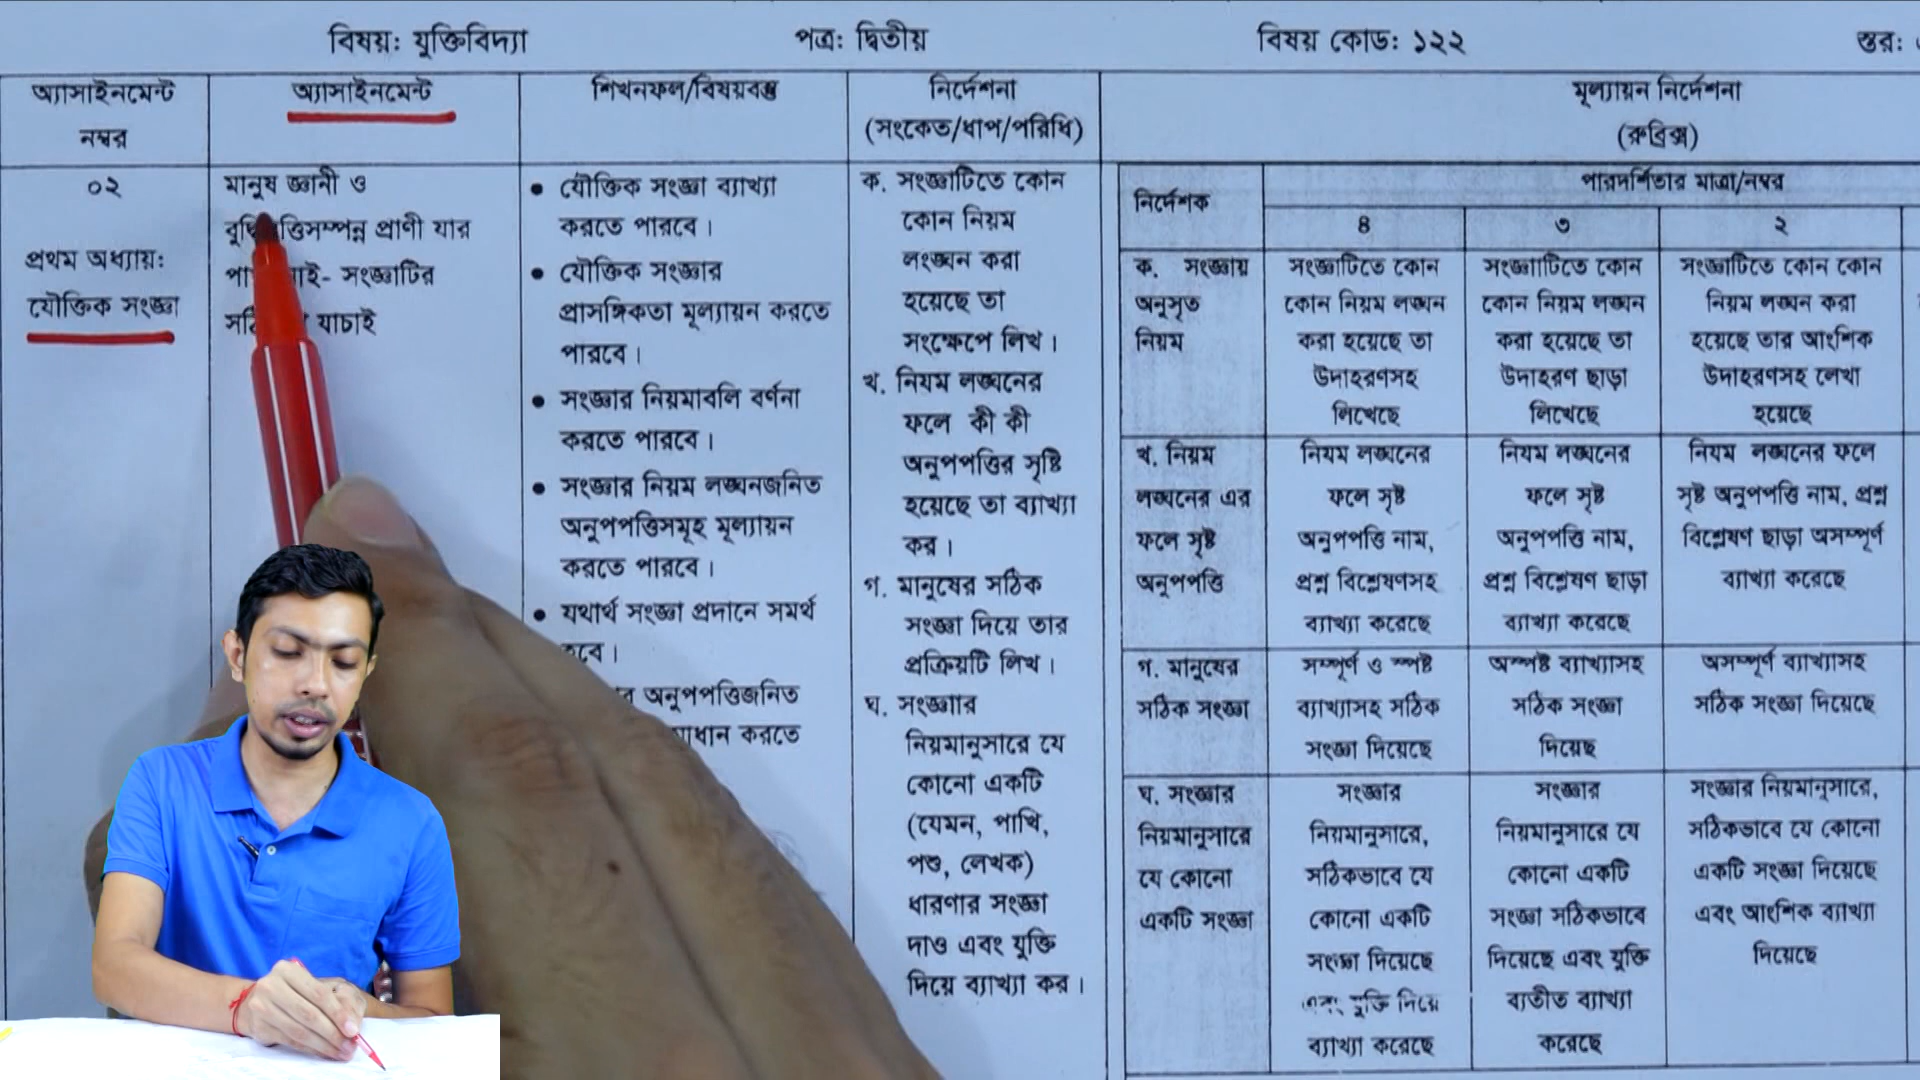 বিষয়: যুক্তিবিদ্যা
পত্র: দ্বিতীয়
বিষয় কোড: ১২২
স্তর:
অ্যাসাইনমেন্ট
নম্বর
অ্যাসাইনমেন্ট
শিখনফল/বিষয়বস্তু
নির্দেশনা
(সংকেত/ধাপ/পরিধি)
মূল্যায়ন নির্দেশনা
(রুব্রিক্স)
০২
প্রথম অধ্যায়:
যৌক্তিক সংজ্ঞা
মানুষ জ্ঞানী ও
প্রাণী যার
সংজ্ঞাটির
যাচাই
• যৌক্তিক সংজ্ঞা ব্যাখ্যা
করতে পারবে।
• যৌক্তিক সংজ্ঞার
প্রাসঙ্গিকতা মূল্যায়ন করতে
পারবে।
• সংজ্ঞার নিয়মাবলি বর্ণনা
করতে পারবে।
• সংজ্ঞার নিয়ম লঙ্ঘনজনিত
অনুপপত্তিসমূহ মূল্যায়ন
করতে পারবে।
• যথার্থ সংজ্ঞা প্রদানে সমর্থ
অনুপপত্তিজনিত
করতে
ক. সংজ্ঞাটিতে কোন
কোন নিয়ম
লংঙ্ঘন করা
হয়েছে তা
সংক্ষেপে লিখ।
খ. নিয়ম লঙ্ঘনের
ফলে কী কী
অনুপপত্তির সৃষ্টি
হয়েছে তা ব্যাখ্যা
কর।
গ. মানুষের সঠিক
সংজ্ঞা দিয়ে তার
প্রক্রিয়টি লিখ।
ঘ. সংজ্ঞাার
নিয়মানুসারে যে
কোনো একটি
(যেমন, পাখি,
পশু, লেখক)
ধারণার সংজ্ঞা
দাও এবং যুক্তি
দিয়ে ব্যাখ্যা কর।
নির্দেশক
পারদর্শিতার মাত্রা/নম্বর
৪
৩
২
ক. সংজ্ঞায়
অনুসৃত
নিয়ম
সংজ্ঞাটিতে কোন
কোন নিয়ম লঙ্ঘন
করা হয়েছে তা
উদাহরণসহ
লিখেছে
সংজ্ঞাাটিতে কোন
কোন নিয়ম লঙ্ঘন
করা হয়েছে তা
উদাহরণ ছাড়া
লিখেছে
সংজ্ঞাটিতে কোন কোন
নিয়ম লঙ্ঘন করা
হয়েছে তার আংশিক
উদাহরণসহ লেখা
হয়েছে
খ. নিয়ম
লঙ্ঘনের এর
ফলে সৃষ্ট
অনুপপত্তি
নিয়ম লঙ্ঘনের
ফলে সৃষ্ট
অনুপপত্তি নাম,
প্রশ্ন বিশ্লেষণসহ
ব্যাখ্যা করেছে
নিয়ম লঙ্ঘনের
ফলে সৃষ্ট
অনুপপত্তি নাম,
প্রশ্ন বিশ্লেষণ ছাড়া
ব্যাখ্যা করেছে
নিয়ম লঙ্ঘনের ফলে
সৃষ্ট অনুপপত্তি নাম, প্রশ্ন
বিশ্লেষণ ছাড়া অসম্পূর্ণ
ব্যাখ্যা করেছে
গ. মানুষের
সঠিক সংজ্ঞা
সম্পূর্ণ ও স্পষ্ট
ব্যাখ্যাসহ সঠিক
সংজ্ঞা দিয়েছে
অস্পষ্ট ব্যাখ্যাসহ
সঠিক সংজ্ঞা
দিয়েছ
অসম্পূর্ণ ব্যাখ্যাসহ
সঠিক সংজ্ঞা দিয়েছে
ঘ. সংজ্ঞার
নিয়মানুসারে
যে কোনো
একটি সংজ্ঞা
সংজ্ঞার
নিয়মানুসারে,
সঠিকভাবে যে
কোনো একটি
সংজ্ঞা দিয়েছে
এবং যুক্তি দিয়ে
ব্যাখ্যা করেছে
সংজ্ঞার
নিয়মানুসারে যে
কোনো একটি
সংজ্ঞা সঠিকভাবে
দিয়েছে এবং যুক্তি
ব্যতীত ব্যাখ্যা
করেছে
সংজ্ঞার নিয়মানুসারে,
সঠিকভাবে যে কোনো
একটি সংজ্ঞা দিয়েছে
এবং আংশিক ব্যাখ্যা
দিয়েছে